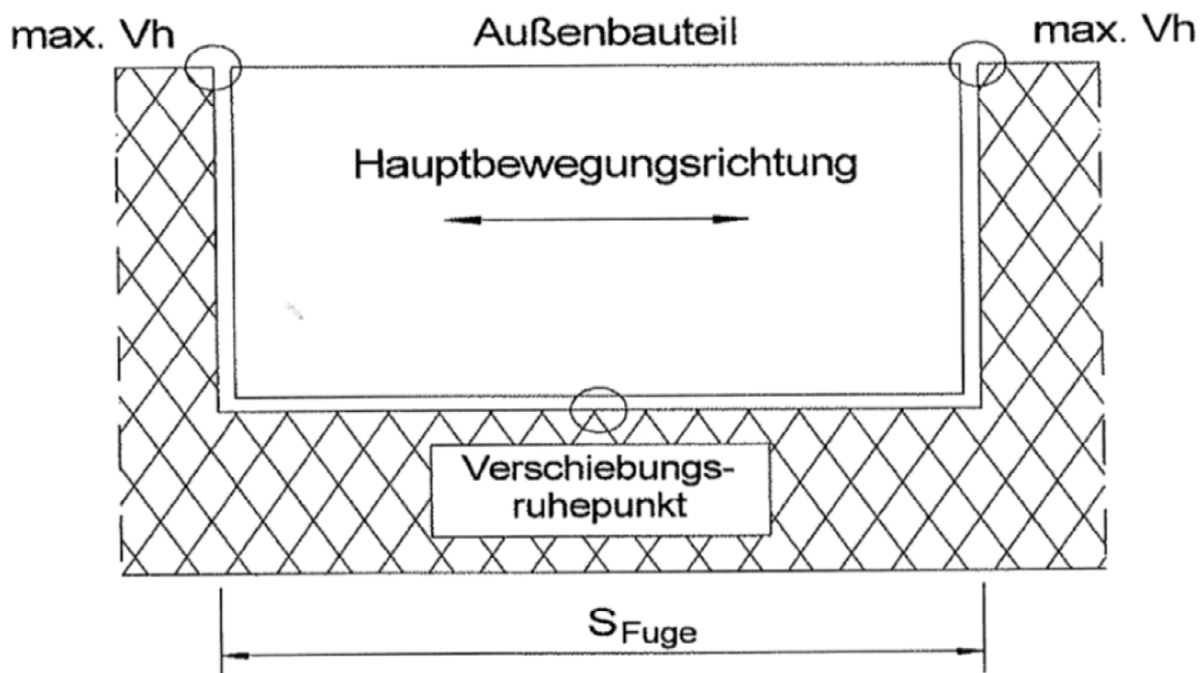 max. Vh
Außenbauteil
max. Vh
Hauptbewegungsrichtung
Verschiebungs-
ruhepunkt
SFuge